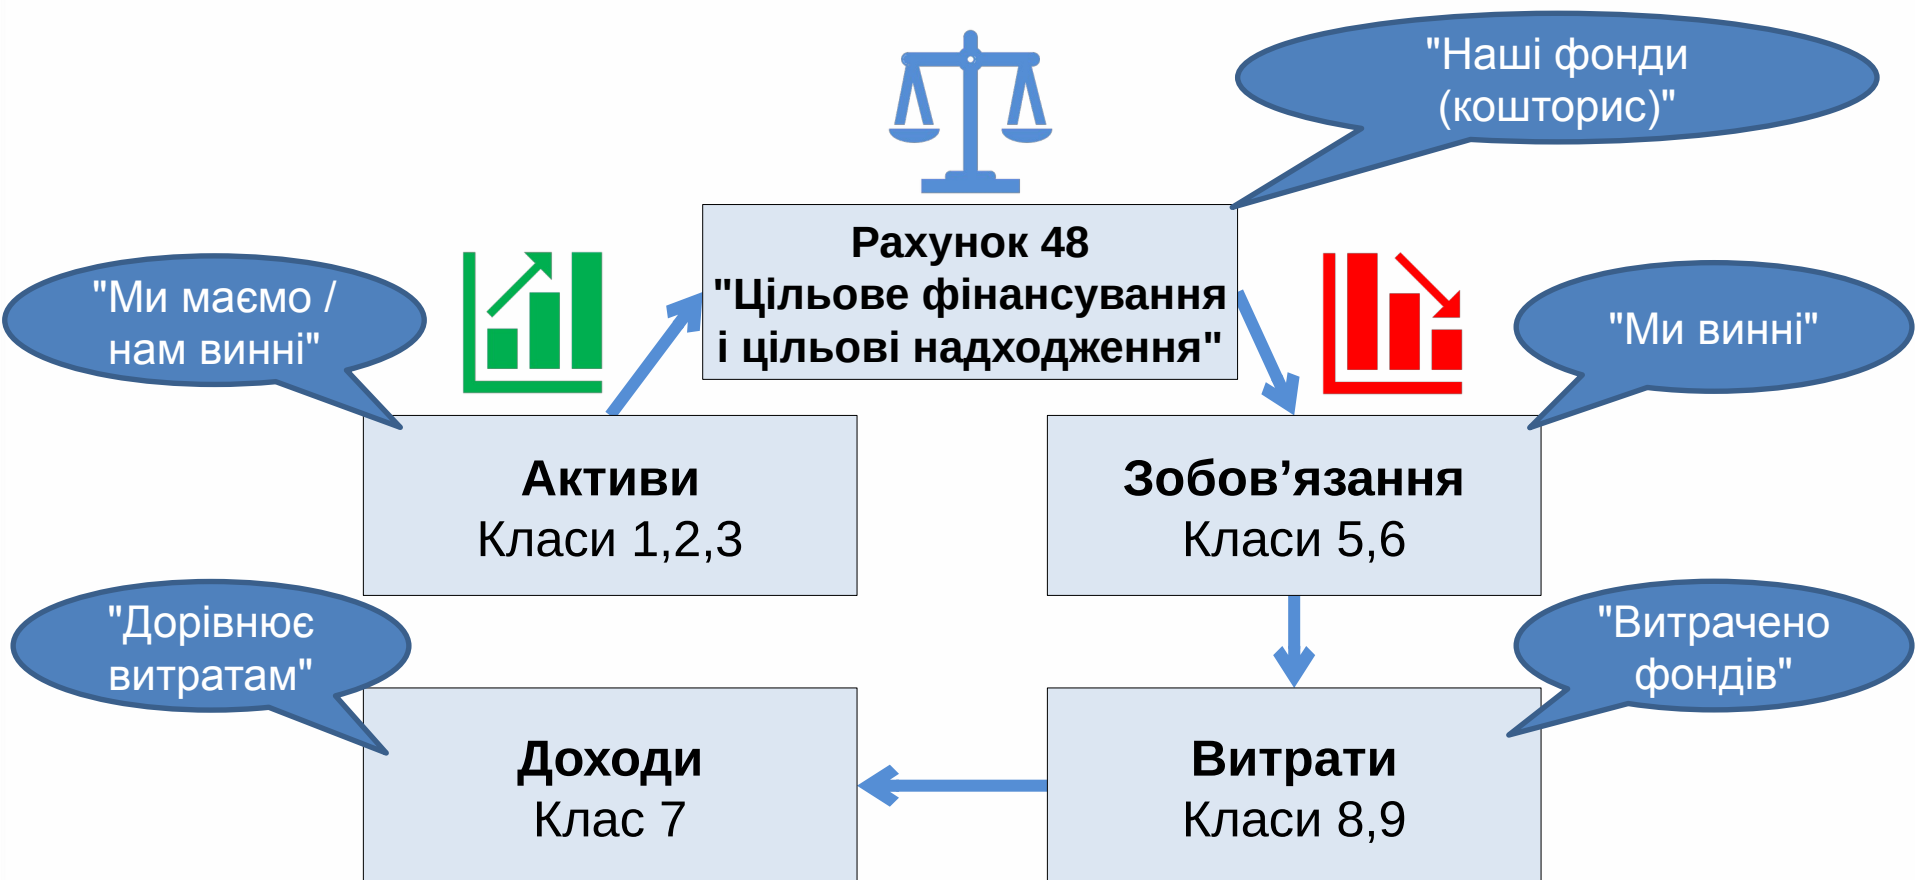 "Наші фонди
(кошторис)"
Рахунок 48
"Цільове фінансування
і цільові надходження"
"Ми маємо /
нам винні"
"Ми винні"
Активи
Класи 1,2,3
Зобов’язання
Класи 5,6
"Дорівнює
витратам"
"Витрачено
фондів"
Доходи
Клас 7
Витрати
Класи 8,9